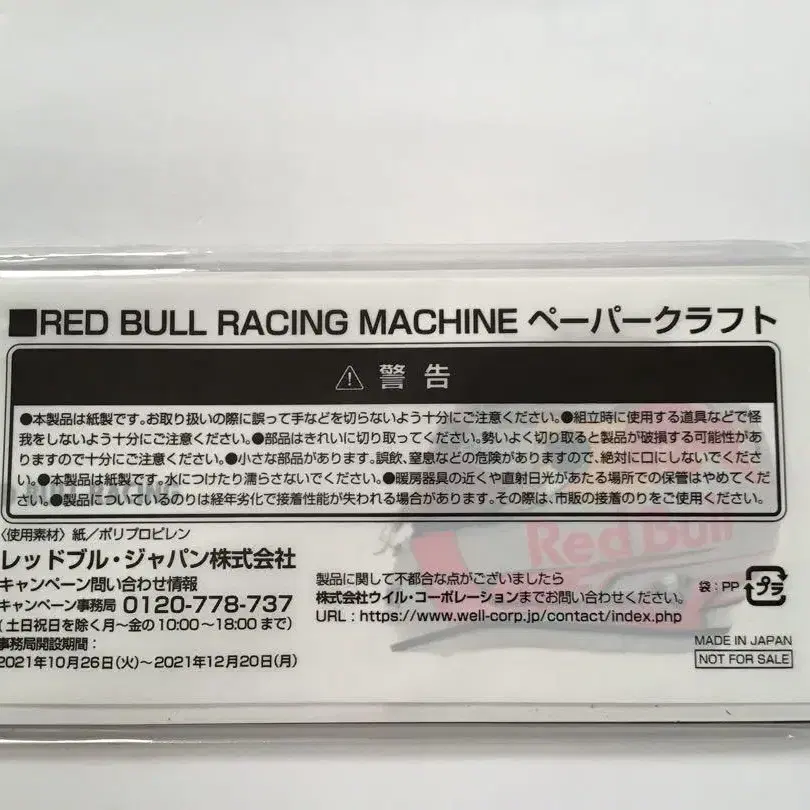 ■RED BULL RACING MACHINE ペーパークラフト
⚠ 警告
●本製品は紙製です。お取り扱いの際に誤って手などを切らないよう十分にご注意ください。●組立時に使用する道具などで怪
我をしないよう十分にご注意ください。●部品はきれいに切り取ってください。勢いよく切り取ると製品が破損する可能性があ
りますので十分にご注意ください。●小さな部品があります。誤飲、窒息などの危険がありますので、絶対に口にしないでくださ
い。●本製品は紙製です。水につけたり濡らさないでください。●暖房器具の近くや直射日光があたる場所での保管はやめてくだ
さい。●製品についているのりは経年劣化で接着性能が失われる場合があります。その際は、市販の接着のりをご使用ください。
RACING
Red Bull
〈使用素材〉紙／ポリプロピレン
レッドブル・ジャパン株式会社
キャンペーン問い合わせ情報
キャンペーン事務局 0120-778-737
(土日祝日を除く月〜金の10:00〜18:00まで)
事務局開設期間：
2021年10月26日(火)〜2021年12月20日(月)
製品に関して不都合な点がございましたら
株式会社ウイル・コーポレーションまでお問い合わせください。
URL：https://www.well-corp.jp/contact/index.php
袋：PP プラ
MADE IN JAPAN
NOT FOR SALE